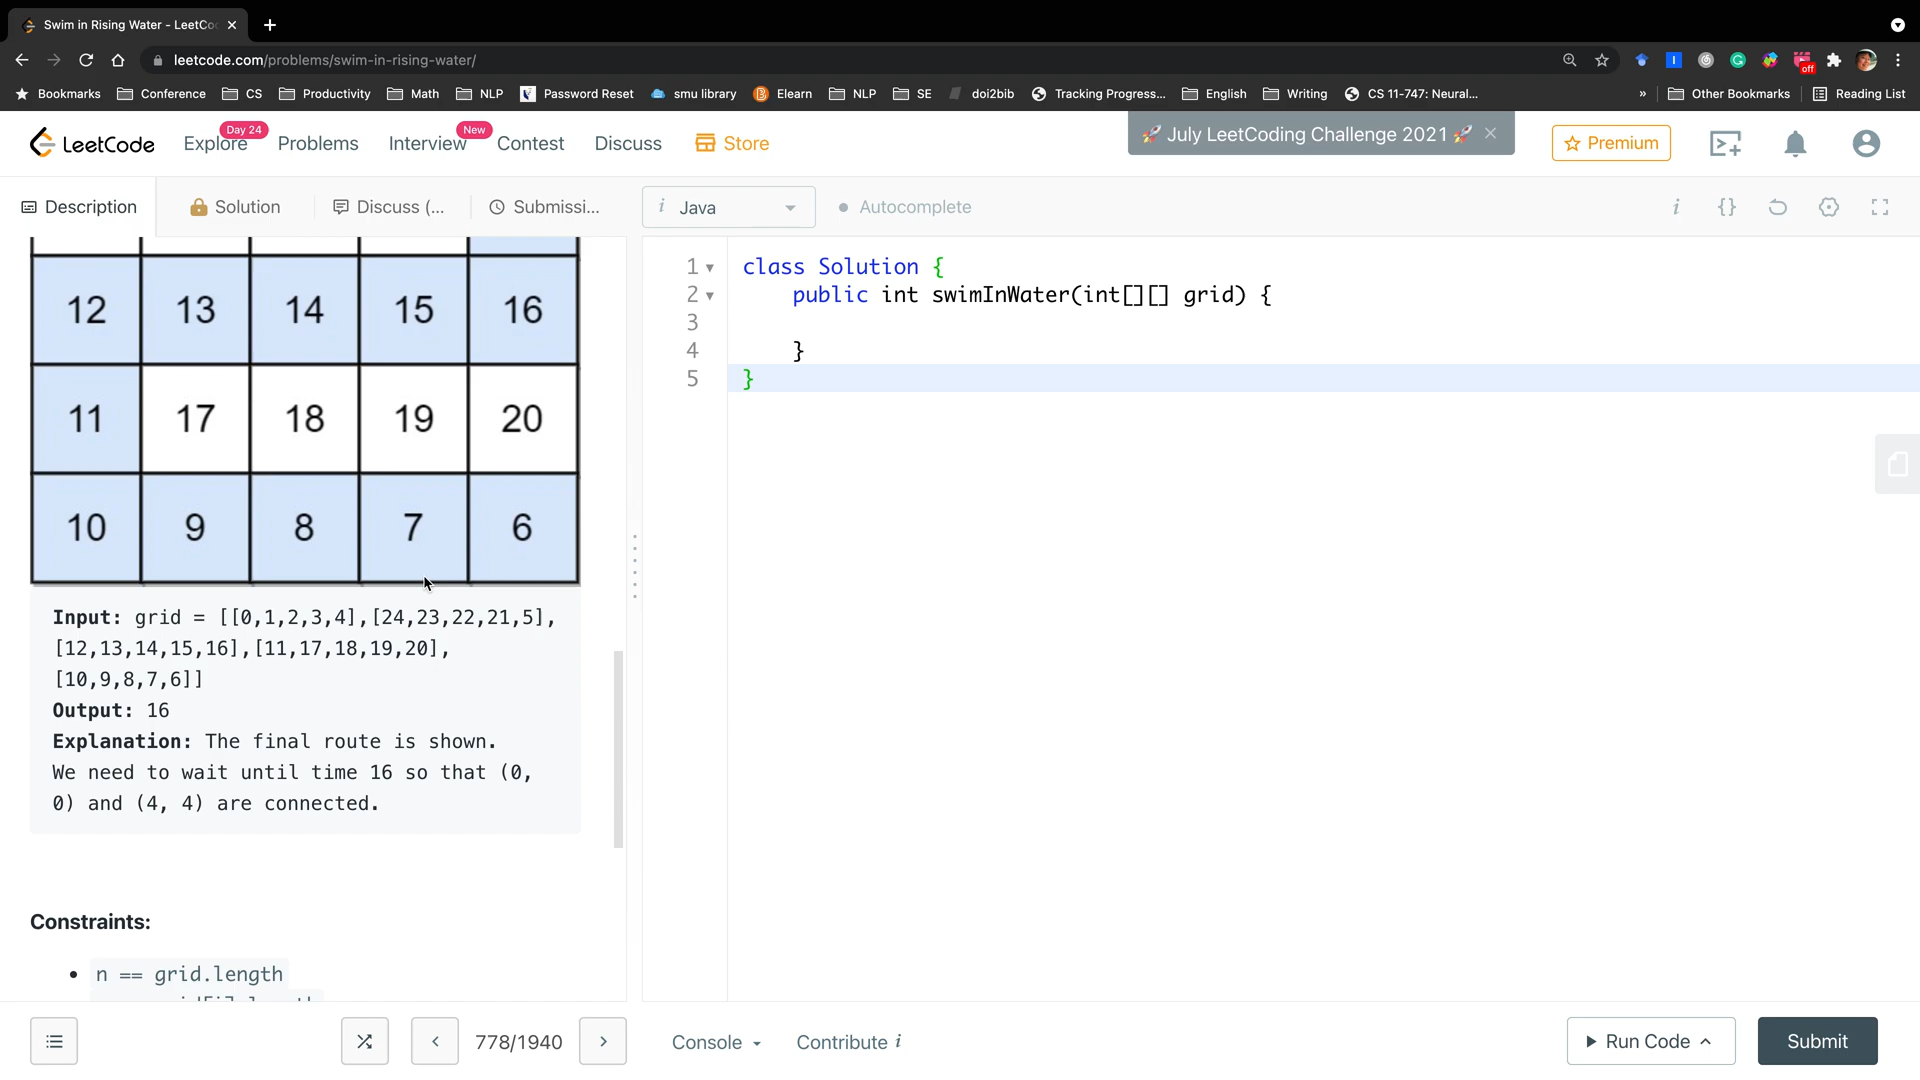 Swim in Rising Water - LeetCo
leetcode.com/problems/swim-in-rising-water/
off
Bookmarks Conference CS Productivity Math NLP Password Reset smu library Elearn NLP SE doi2bib Tracking Progress... English Writing CS 11-747: Neural... » Other Bookmarks Reading List
LeetCode Explore Day 24 Problems Interview New Contest Discuss Store July LeetCoding Challenge 2021 Premium
Description Solution Discuss (... Submissi... i Java Autocomplete i {}
12 13 14 15 16
11 17 18 19 20
10 9 8 7 6
Input: grid = [[0,1,2,3,4],[24,23,22,21,5],
[12,13,14,15,16],[11,17,18,19,20],
[10,9,8,7,6]]
Output: 16
Explanation: The final route is shown.
We need to wait until time 16 so that (0,
0) and (4, 4) are connected.
Constraints:
n == grid.length
1 class Solution {
2 public int swimInWater(int[][] grid) {
3
4 }
5 }
778/1940 Console Contribute i Run Code Submit